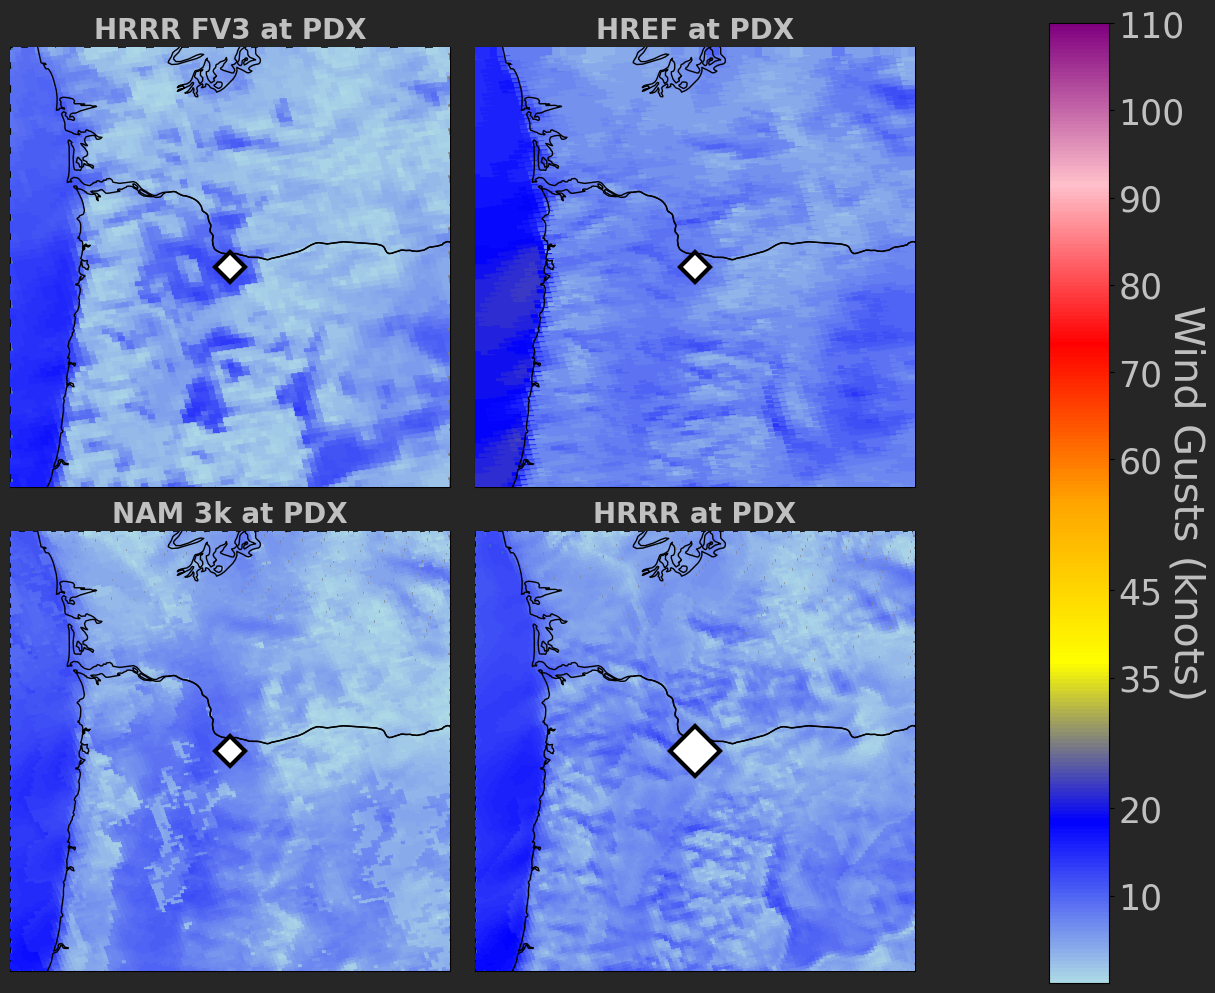 HRRR FV3 at PDX
HREF at PDX
NAM 3k at PDX
HRRR at PDX
110
100
90
80
70
60
45
35
20
10
Wind Gusts (knots)